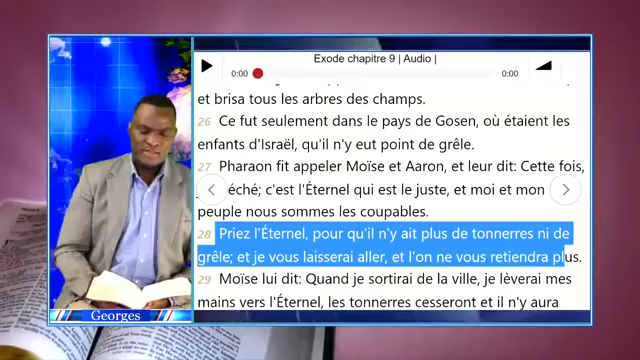 Exode chapitre 9 | Audio |
0:00
0:00
et brisa tous les arbres des champs.
26 Ce fut seulement dans le pays de Gosen, où étaient les
enfants d'Israël, qu'il n'y eut point de grêle.
27 Pharaon fit appeler Moïse et Aaron, et leur dit: Cette fois,
péché; c'est l'Éternel qui est le juste, et moi et mon
peuple nous sommes les coupables.
28 Priez l'Éternel, pour qu'il n'y ait plus de tonnerres ni de
grêle; et je vous laisserai aller, et l'on ne vous retiendra plus.
29 Moïse lui dit: Quand je sortirai de la ville, je lèverai mes
mains vers l'Éternel, les tonnerres cesseront et il n'y aura
Georges